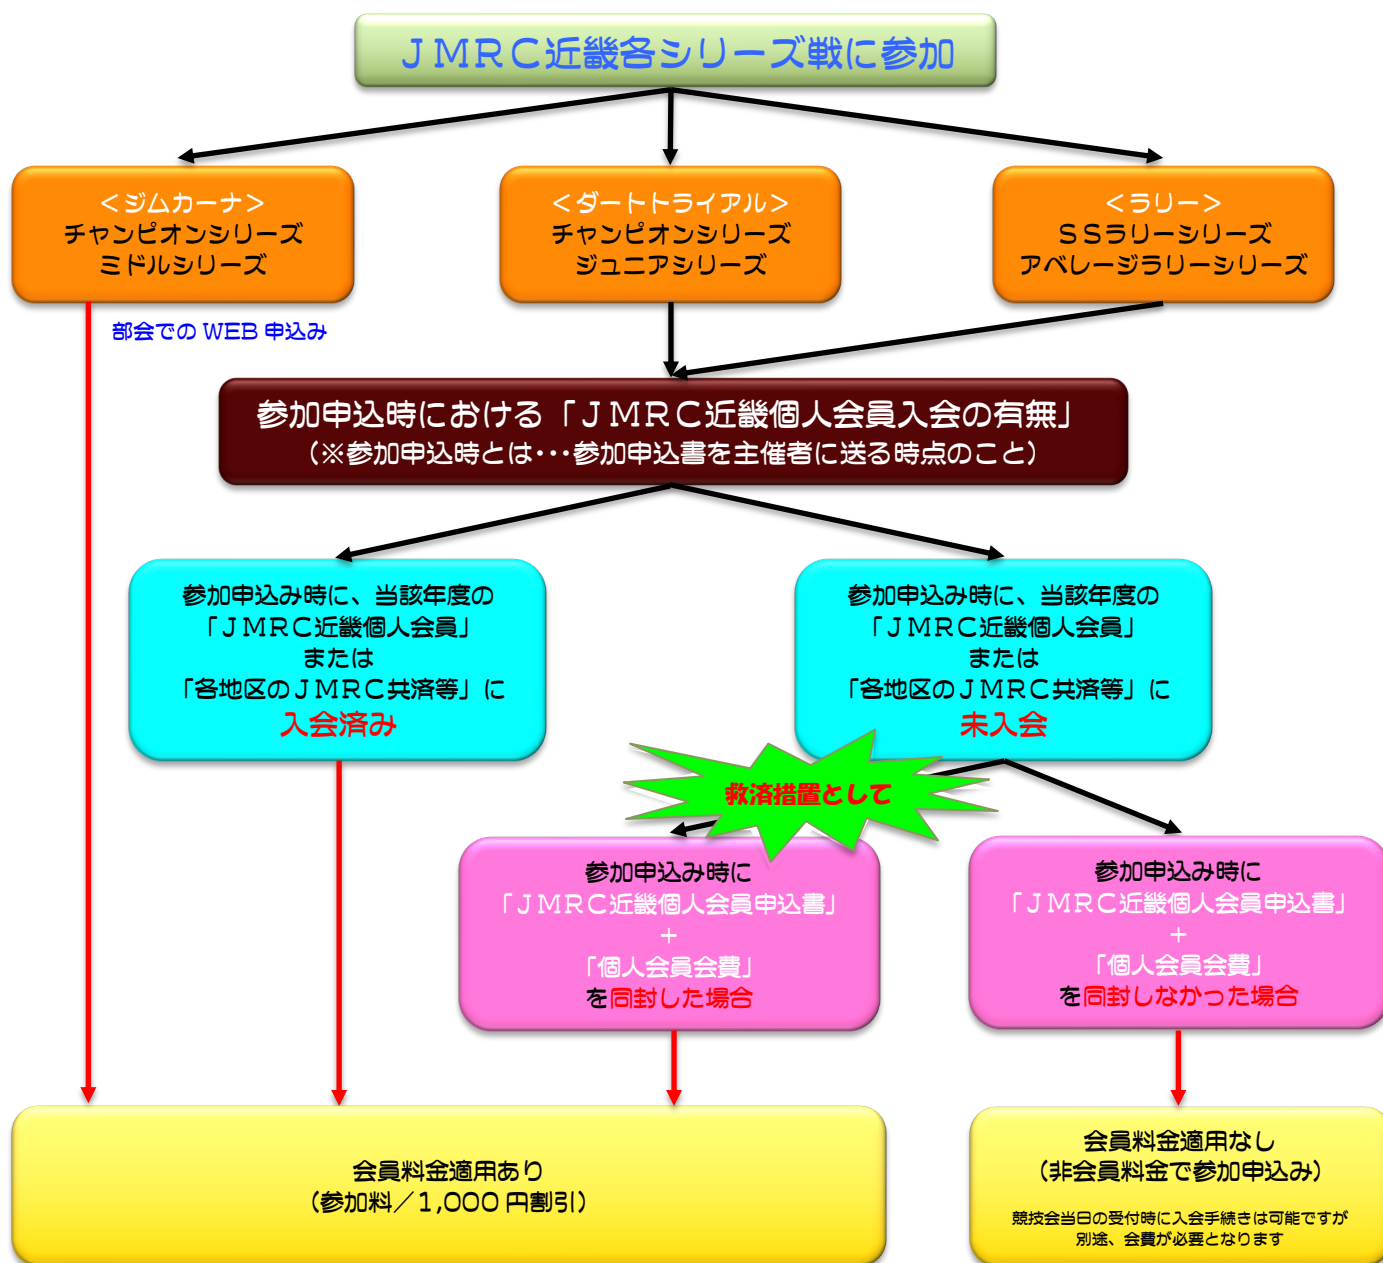 ＪＭＲＣ近畿各シリーズ戦に参加
＜ジムカーナ＞
チャンピオンシリーズ
ミドルシリーズ
＜ダートトライアル＞
チャンピオンシリーズ
ジュニアシリーズ
＜ラリー＞
ＳＳラリーシリーズ
アベレージラリーシリーズ
部会での WEB 申込み
参加申込時における「ＪＭＲＣ近畿個人会員入会の有無」
（※参加申込時とは･･･参加申込書を主催者に送る時点のこと）
参加申込み時に、当該年度の
「ＪＭＲＣ近畿個人会員」
または
「各地区のＪＭＲＣ共済等」に
入会済み
参加申込み時に、当該年度の
「ＪＭＲＣ近畿個人会員」
または
「各地区のＪＭＲＣ共済等」に
未入会
救済措置として
参加申込み時に
「ＪＭＲＣ近畿個人会員申込書」
＋
「個人会員会費」
を同封した場合
参加申込み時に
「ＪＭＲＣ近畿個人会員申込書」
＋
「個人会員会費」
を同封しなかった場合
会員料金適用あり
（参加料／1,000 円割引）
会員料金適用なし
（非会員料金で参加申込み）
競技会当日の受付時に入会手続きは可能ですが
別途、会費が必要となります